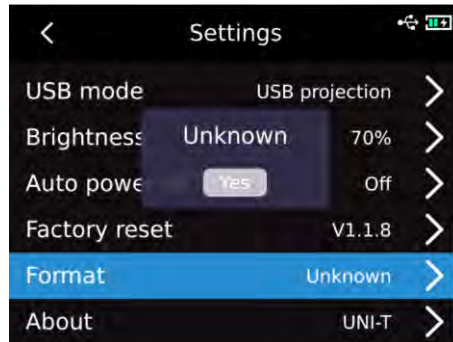 Settings
USB mode USB projection
Brightness Unknown 70%
Auto powe Yes Off
Factory reset V1.1.8
Format Unknown
About UNI-T